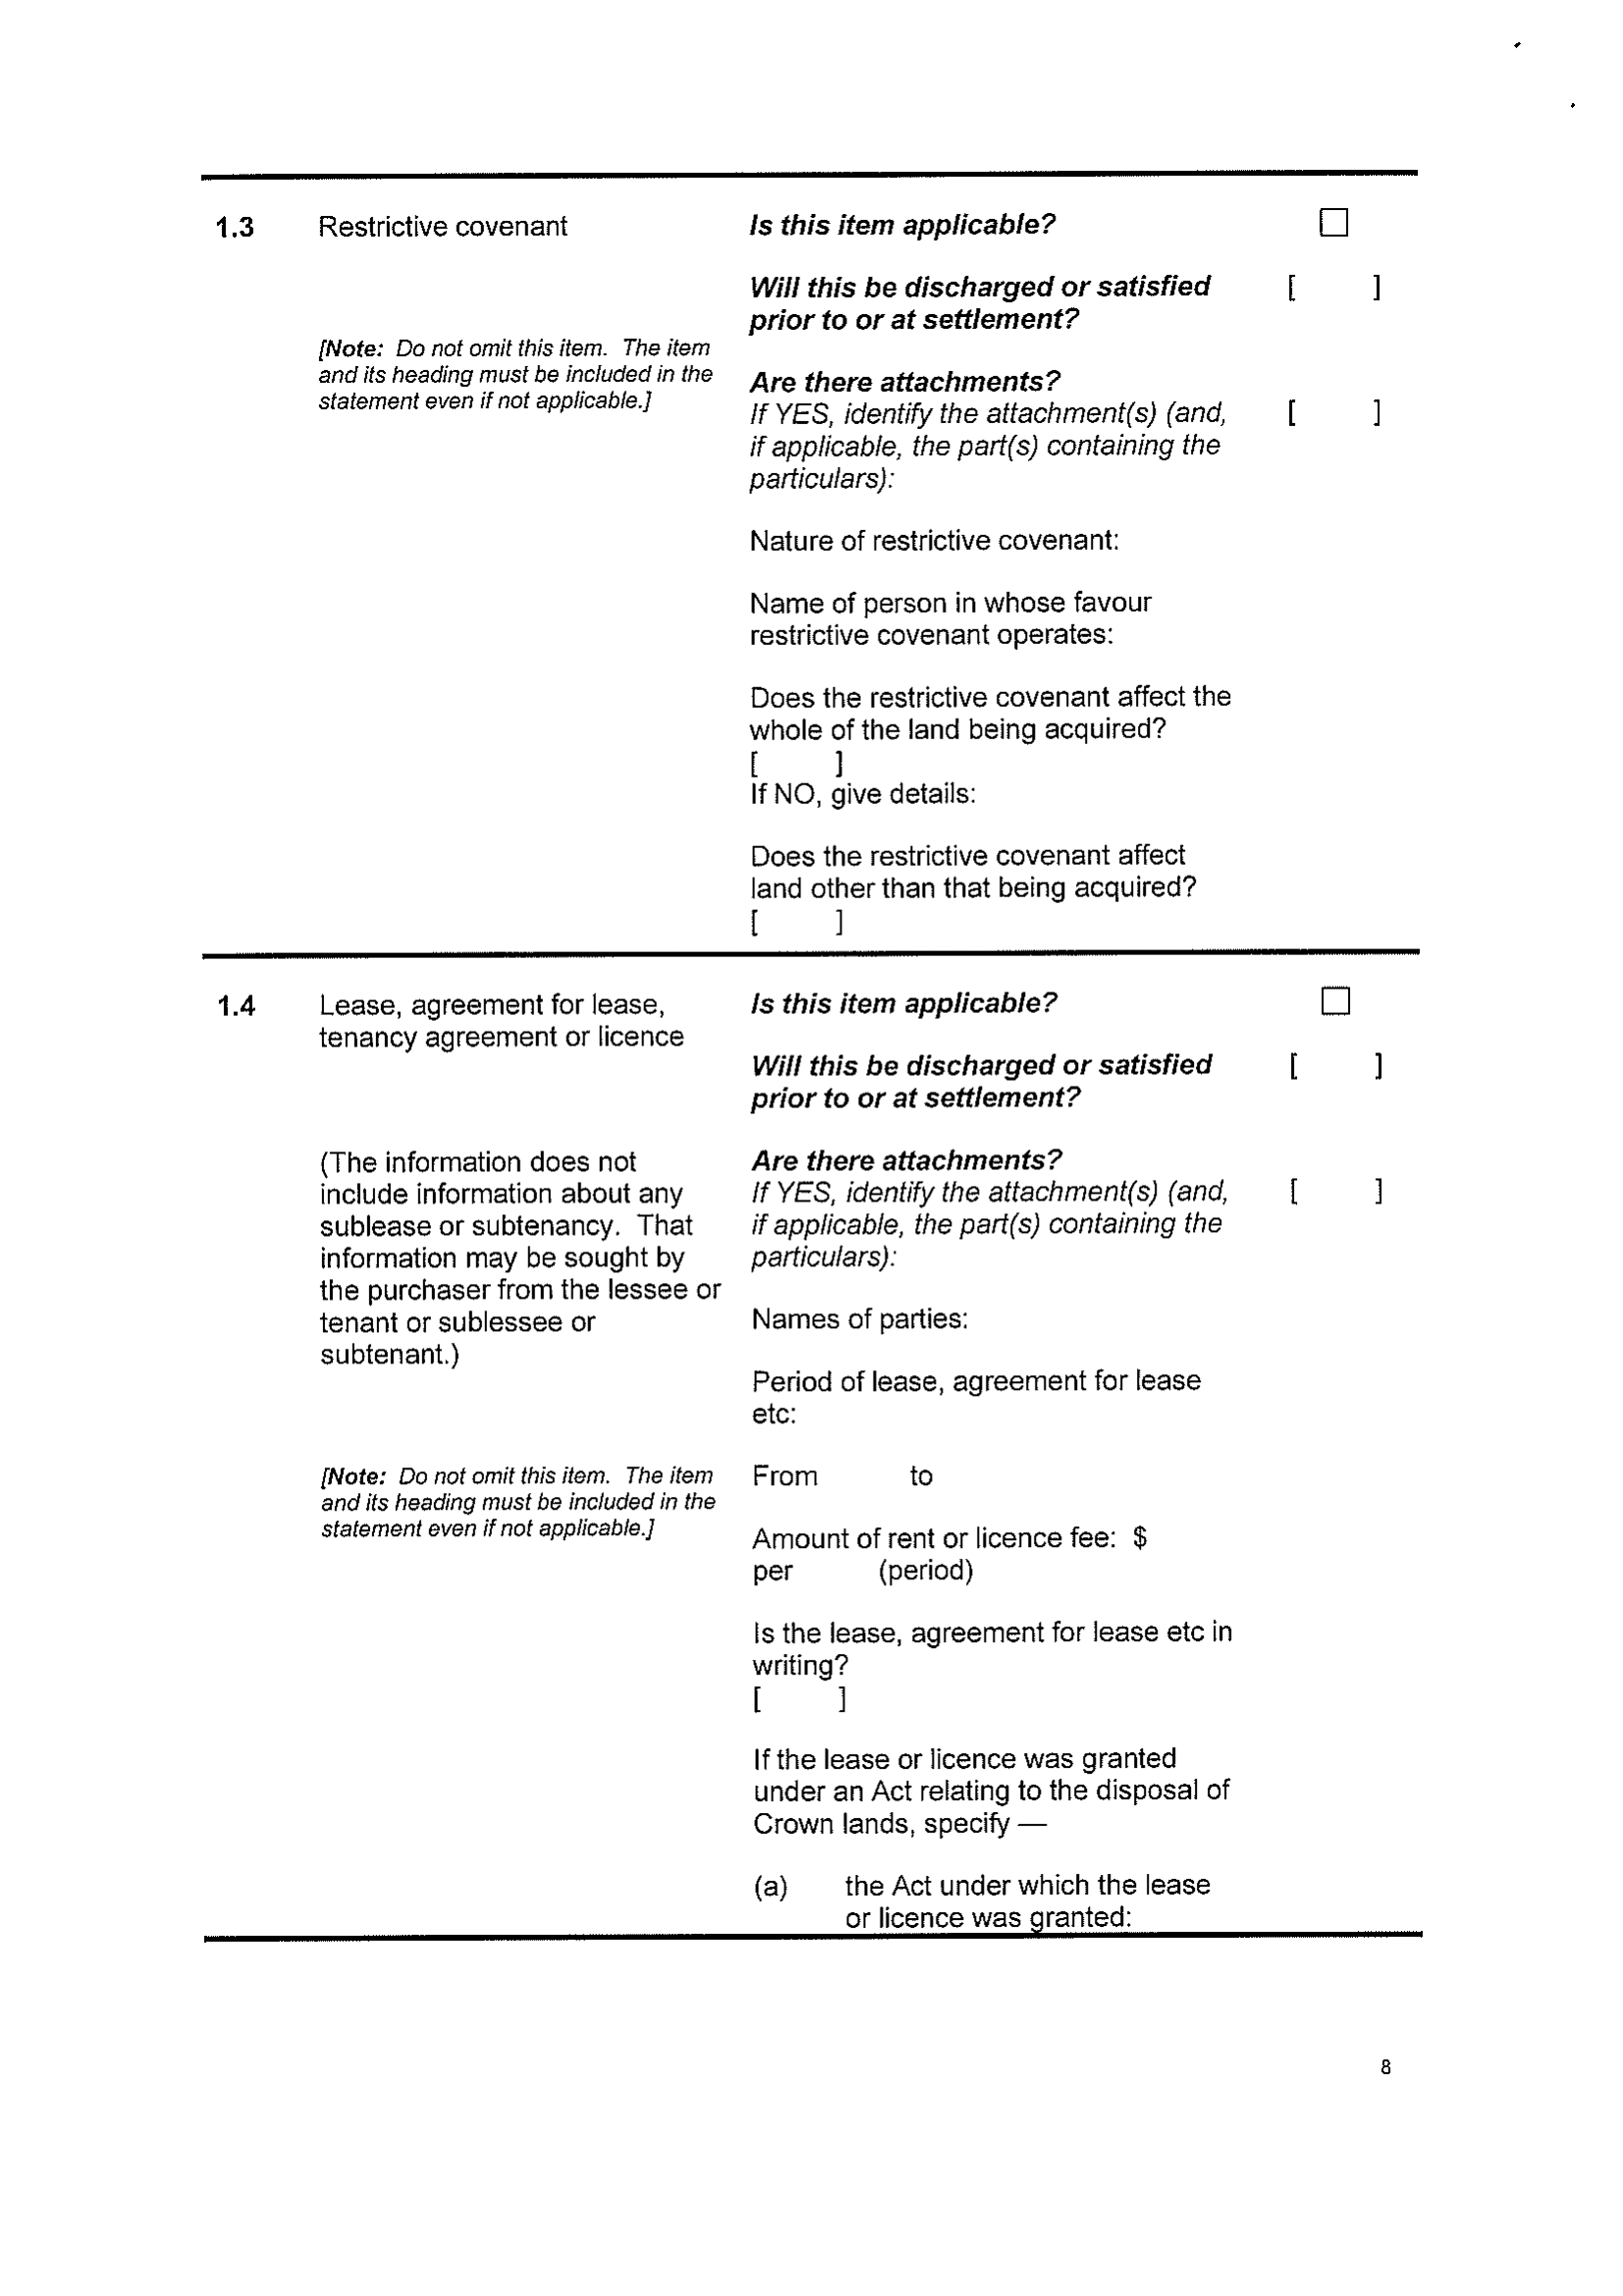 1.3 Restrictive covenant
[Note: Do not omit this item. The item
and its heading must be included in the
statement even if not applicable.]
Is this item applicable? ☐
Will this be discharged or satisfied [ ]
prior to or at settlement?
Are there attachments?
If YES, identify the attachment(s) (and, [ ]
if applicable, the part(s) containing the
particulars):
Nature of restrictive covenant:
Name of person in whose favour
restrictive covenant operates:
Does the restrictive covenant affect the
whole of the land being acquired?
[ ]
If NO, give details:
Does the restrictive covenant affect
land other than that being acquired?
[ ]
1.4 Lease, agreement for lease,
tenancy agreement or licence
(The information does not
include information about any
sublease or subtenancy. That
information may be sought by
the purchaser from the lessee or
tenant or sublessee or
subtenant.)
[Note: Do not omit this item. The item
and its heading must be included in the
statement even if not applicable.]
Is this item applicable? ☐
Will this be discharged or satisfied [ ]
prior to or at settlement?
Are there attachments?
If YES, identify the attachment(s) (and, [ ]
if applicable, the part(s) containing the
particulars):
Names of parties:
Period of lease, agreement for lease
etc:
From to
Amount of rent or licence fee: $
per (period)
Is the lease, agreement for lease etc in
writing?
[ ]
If the lease or licence was granted
under an Act relating to the disposal of
Crown lands, specify —
(a) the Act under which the lease
or licence was granted:
8